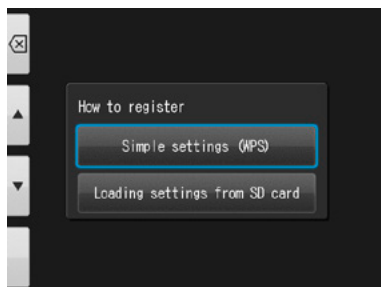 How to register
Simple settings (WPS)
Loading settings from SD card